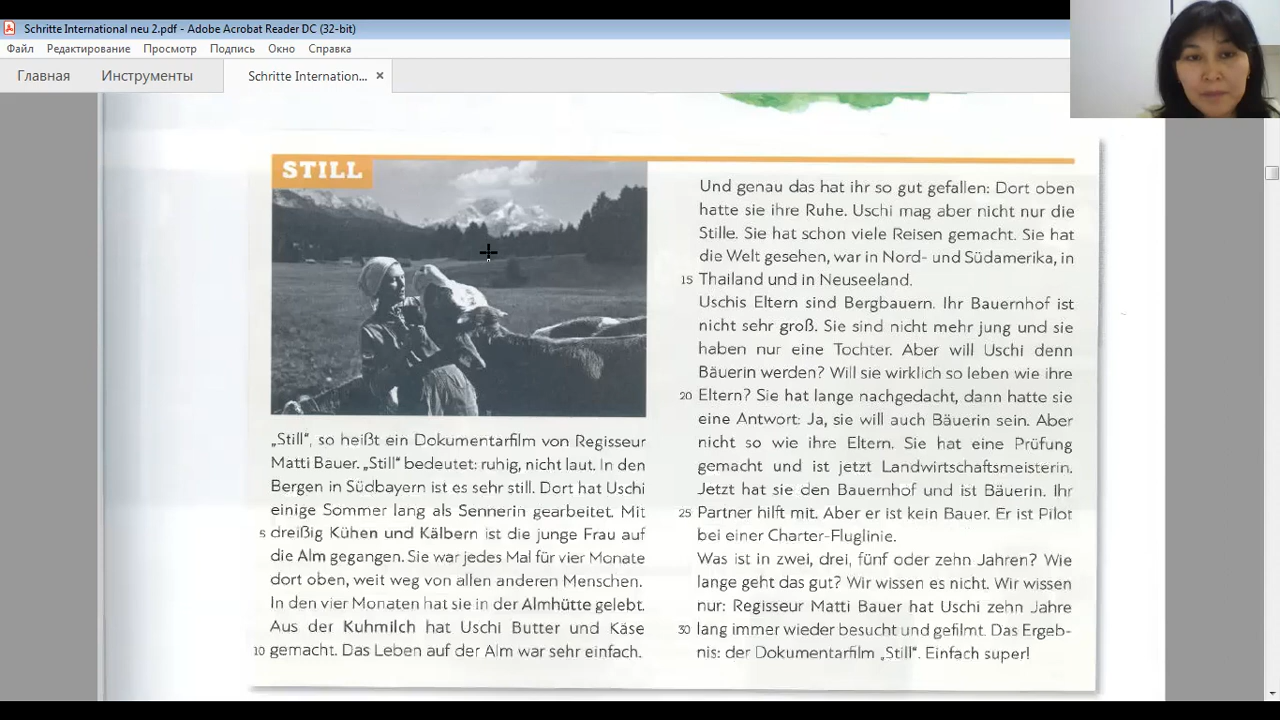 Schritte International neu 2.pdf - Adobe Acrobat Reader DC (32-bit)
Файл Редактирование Просмотр Подпись Окно Справка
Главная Инструменты Schritte Internation... ×
STILL
„Still“, so heißt ein Dokumentarfilm von Regisseur
Matti Bauer. „Still“ bedeutet: ruhig, nicht laut. In den
Bergen in Südbayern ist es sehr still. Dort hat Uschi
einige Sommer lang als Sennerin gearbeitet. Mit
5 dreißig Kühen und Kälbern ist die junge Frau auf
die Alm gegangen. Sie war jedes Mal für vier Monate
dort oben, weit weg von allen anderen Menschen.
In den vier Monaten hat sie in der Almhütte gelebt.
Aus der Kuhmilch hat Uschi Butter und Käse
10 gemacht. Das Leben auf der Alm war sehr einfach.
Und genau das hat ihr so gut gefallen: Dort oben
hatte sie ihre Ruhe. Uschi mag aber nicht nur die
Stille. Sie hat schon viele Reisen gemacht. Sie hat
die Welt gesehen, war in Nord- und Südamerika, in
15 Thailand und in Neuseeland.
Uschis Eltern sind Bergbauern. Ihr Bauernhof ist
nicht sehr groß. Sie sind nicht mehr jung und sie
haben nur eine Tochter. Aber will Uschi denn
Bäuerin werden? Will sie wirklich so leben wie ihre
20 Eltern? Sie hat lange nachgedacht, dann hatte sie
eine Antwort: Ja, sie will auch Bäuerin sein. Aber
nicht so wie ihre Eltern. Sie hat eine Prüfung
gemacht und ist jetzt Landwirtschaftsmeisterin.
Jetzt hat sie den Bauernhof und ist Bäuerin. Ihr
25 Partner hilft mit. Aber er ist kein Bauer. Er ist Pilot
bei einer Charter-Fluglinie.
Was ist in zwei, drei, fünf oder zehn Jahren? Wie
lange geht das gut? Wir wissen es nicht. Wir wissen
nur: Regisseur Matti Bauer hat Uschi zehn Jahre
30 lang immer wieder besucht und gefilmt. Das Ergeb-
nis: der Dokumentarfilm „Still“. Einfach super!